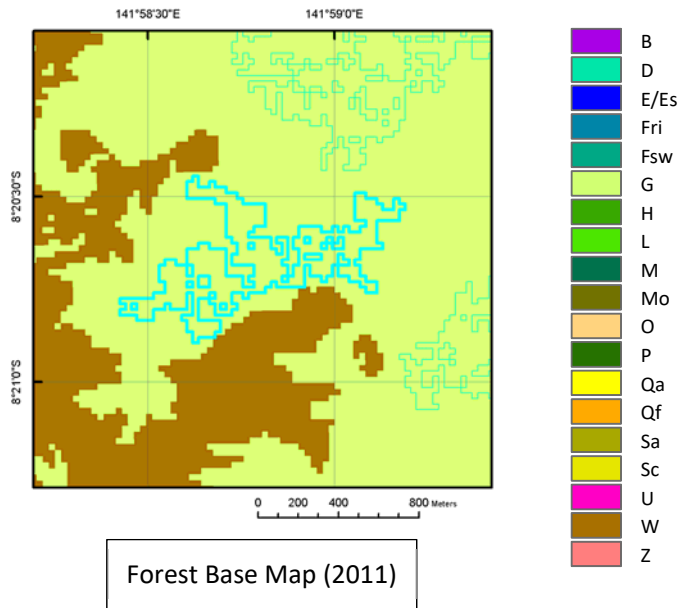 141°58'30"E
141°59'0"E
8°20'30"S
8°21'0"S
0 200 400 800 Meters
Forest Base Map (2011)
B
D
E/Es
Fri
Fsw
G
H
L
M
Mo
O
P
Qa
Qf
Sa
Sc
U
W
Z